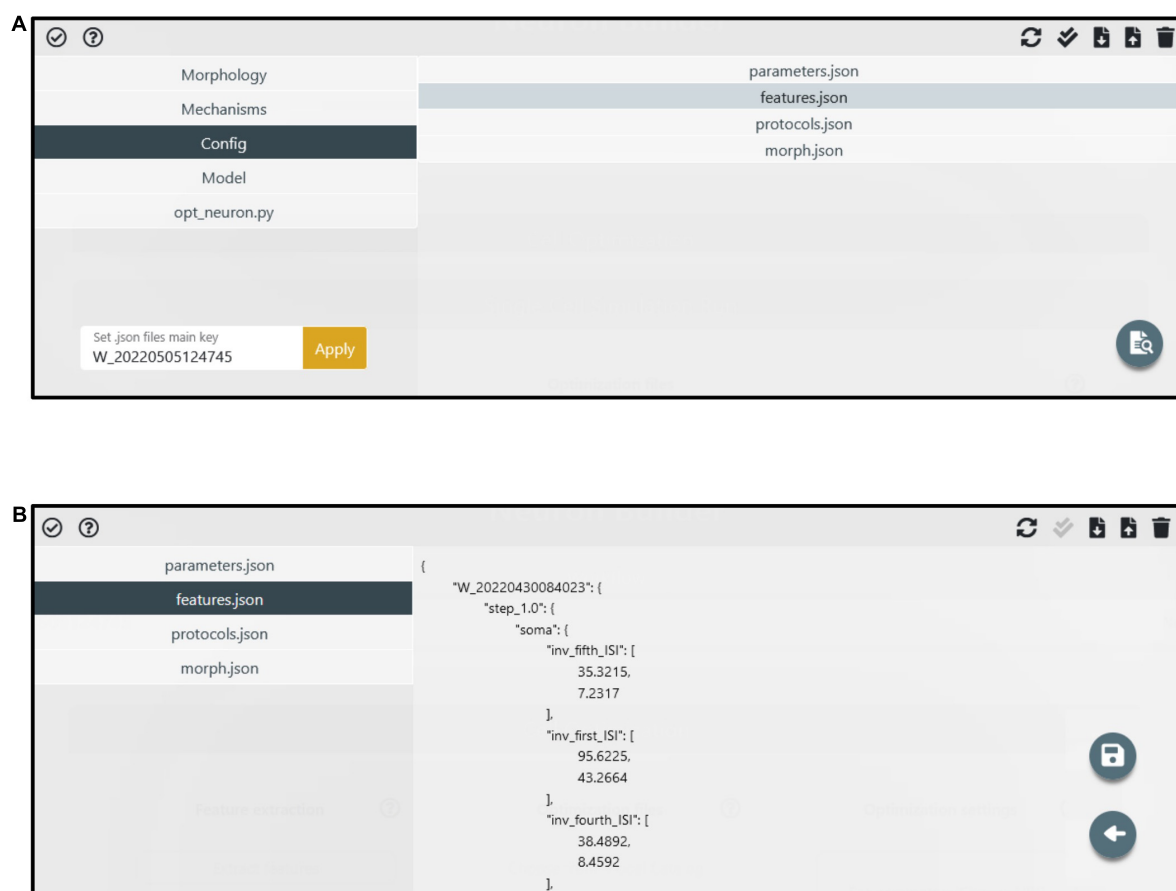 A
Morphology
Mechanisms
Config
Model
opt_neuron.py
parameters.json
features.json
protocols.json
morph.json
Set .json files main key
W_20220505124745
Apply
B
parameters.json
features.json
protocols.json
morph.json
{
"W_20220430084023": {
"step_1.0": {
"soma": {
"inv_fifth_ISI": [
35.3215,
7.2317
],
"inv_first_ISI": [
95.6225,
43.2664
],
"inv_fourth_ISI": [
38.4892,
8.4592
],
Feature extraction